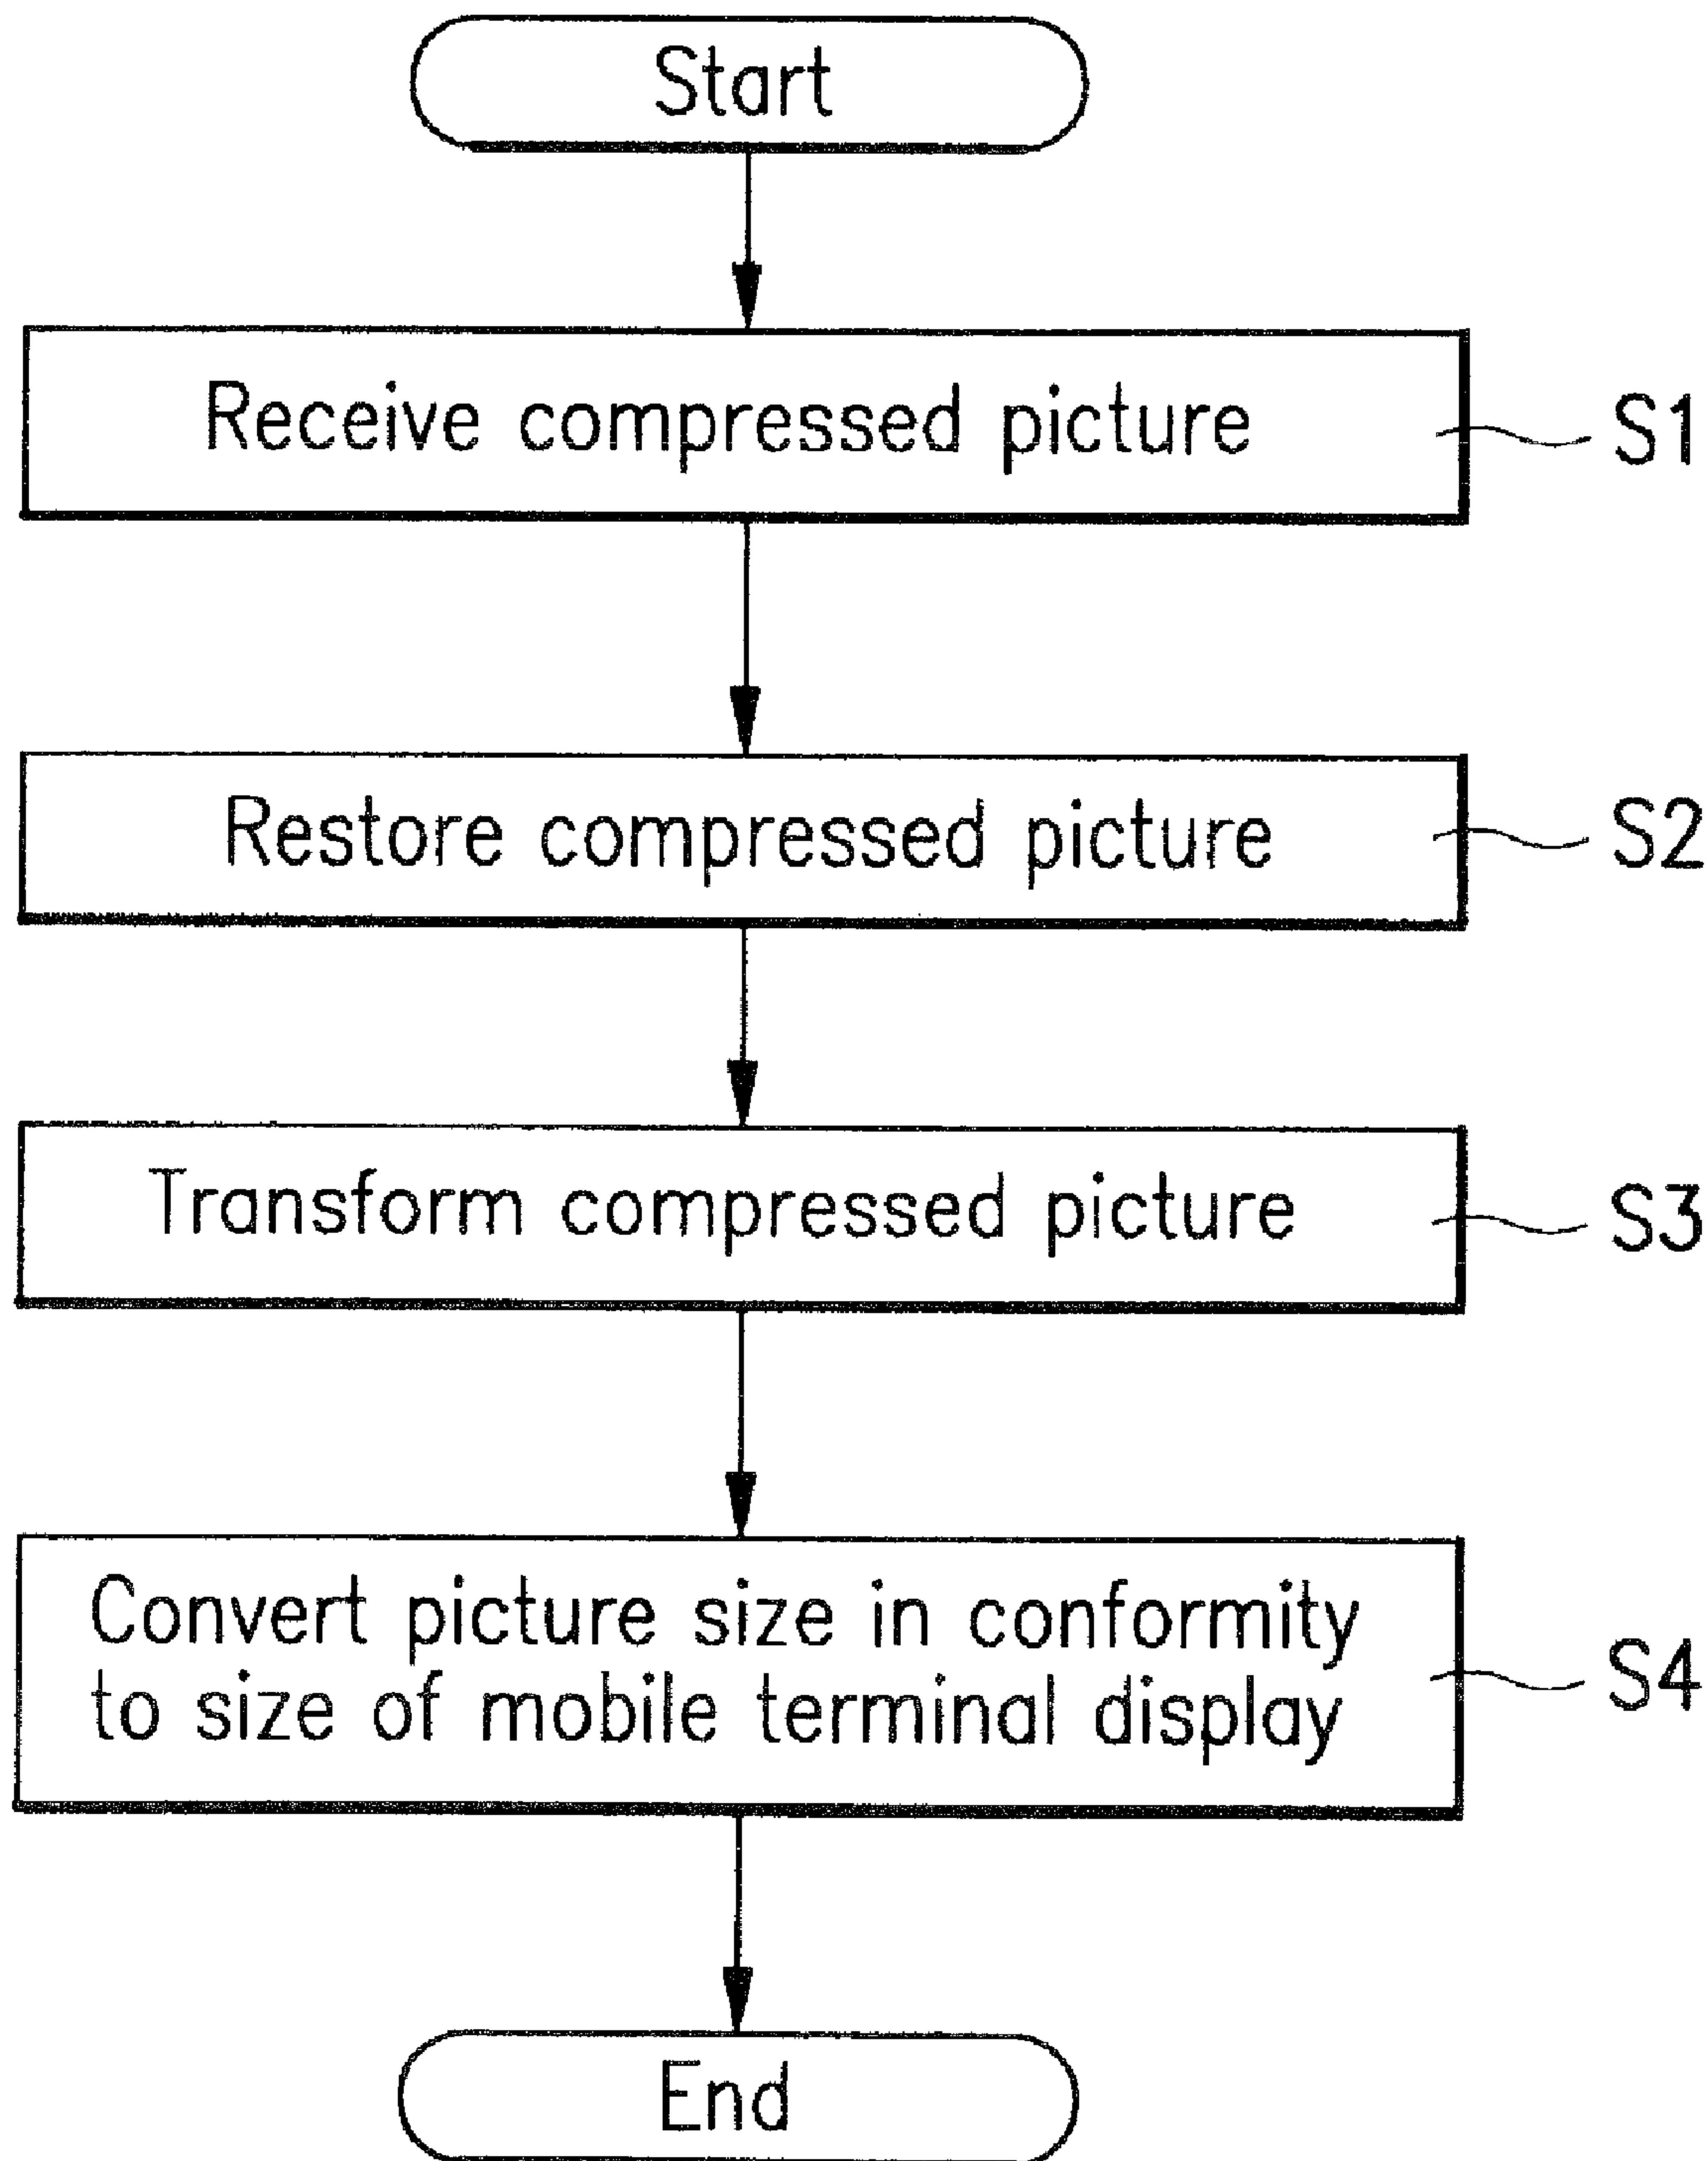 Start
Receive compressed picture
S1
Restore compressed picture
S2
Transform compressed picture
S3
Convert picture size in conformity
to size of mobile terminal display
S4
End